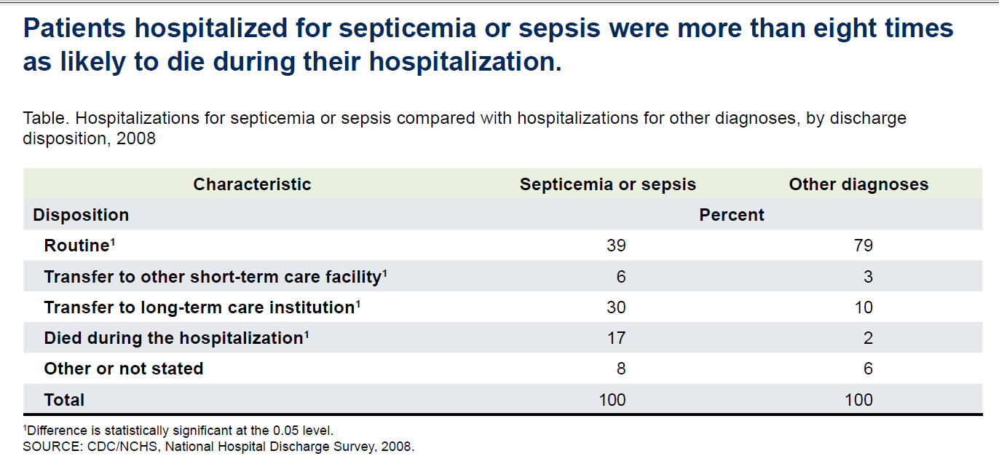 Patients hospitalized for septicemia or sepsis were more than eight times
as likely to die during their hospitalization.
Table. Hospitalizations for septicemia or sepsis compared with hospitalizations for other diagnoses, by discharge
disposition, 2008
Characteristic Septicemia or sepsis Other diagnoses
Disposition Percent
Routine¹ 39 79
Transfer to other short-term care facility¹ 6 3
Transfer to long-term care institution¹ 30 10
Died during the hospitalization¹ 17 2
Other or not stated 8 6
Total 100 100
¹Difference is statistically significant at the 0.05 level.
SOURCE: CDC/NCHS, National Hospital Discharge Survey, 2008.